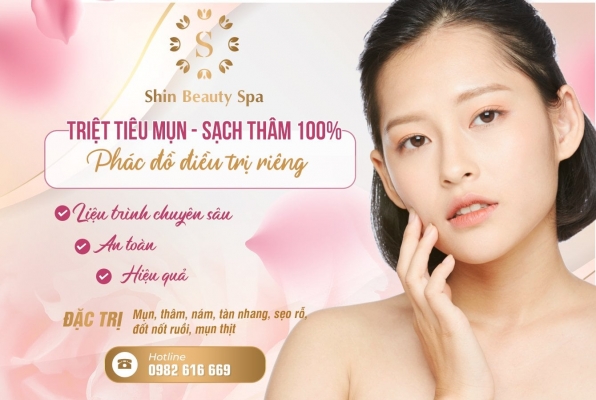 S
Shin Beauty Spa
TRIỆT TIÊU MỤN - SẠCH THÂM 100%
Phác đồ điều trị riêng
Liệu trình chuyên sâu
An toàn
Hiệu quả
ĐẶC TRỊ Mụn, thâm, nám, tàn nhang, sẹo rỗ,
đốt nốt ruồi, mụn thịt
Hotline
0982 616 669